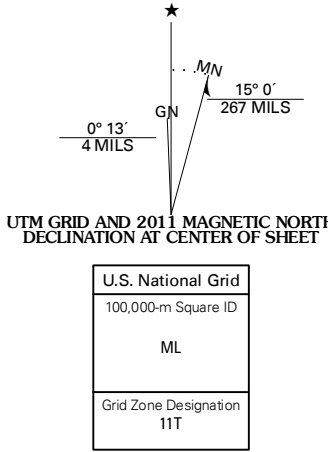 ★
MN
GN
15° 0´
267 MILS
0° 13´
4 MILS
UTM GRID AND 2011 MAGNETIC NORTH
DECLINATION AT CENTER OF SHEET
U.S. National Grid
100,000-m Square ID
ML
Grid Zone Designation
11T